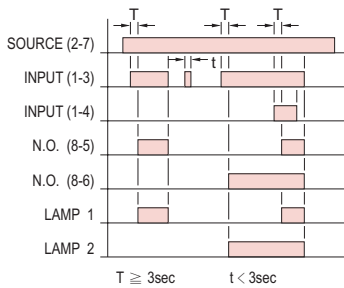 T T T
SOURCE (2-7)
INPUT (1-3)
t
INPUT (1-4)
N.O. (8-5)
N.O. (8-6)
LAMP 1
LAMP 2
T ≧ 3sec t < 3sec